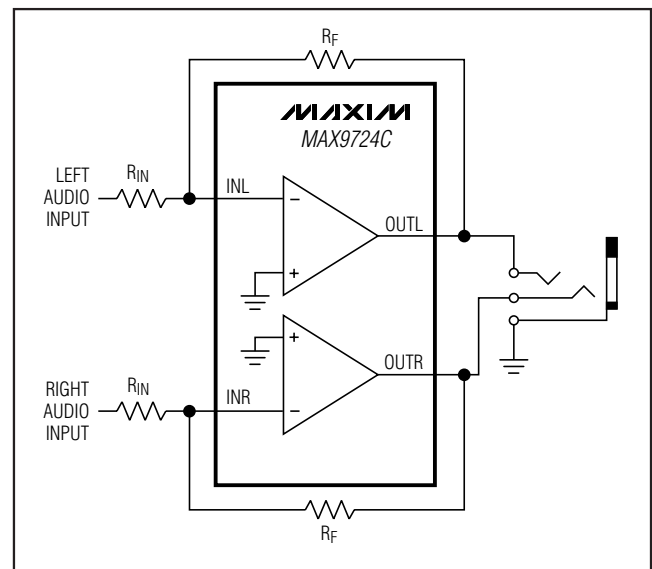 RF
MAXIM
MAX9724C
LEFT
AUDIO
INPUT
RIN
INL
−
OUTL
+
+
OUTR
RIGHT
AUDIO
INPUT
RIN
INR
−
RF